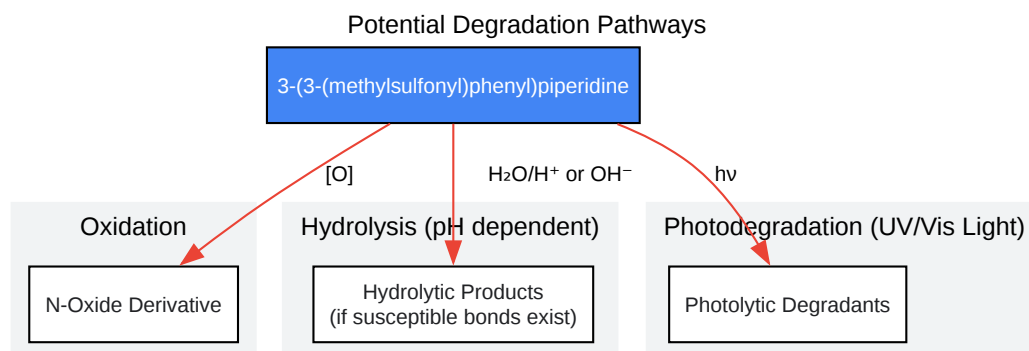 Potential Degradation Pathways
3-(3-(methylsulfonyl)phenyl)piperidine
[O]
H₂O/H⁺ or OH⁻
hν
Oxidation
Hydrolysis (pH dependent)
Photodegradation (UV/Vis Light)
N-Oxide Derivative
Hydrolytic Products
(if susceptible bonds exist)
Photolytic Degradants